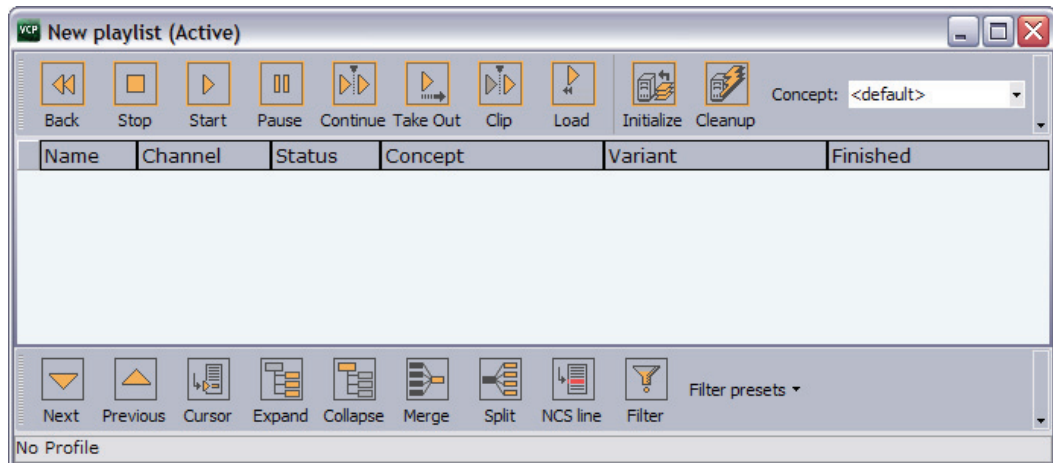 VCP New playlist (Active)
Back Stop Start Pause Continue Take Out Clip Load Initialize Cleanup Concept: <default>
Name Channel Status Concept Variant Finished
Next Previous Cursor Expand Collapse Merge Split NCS line Filter Filter presets
No Profile